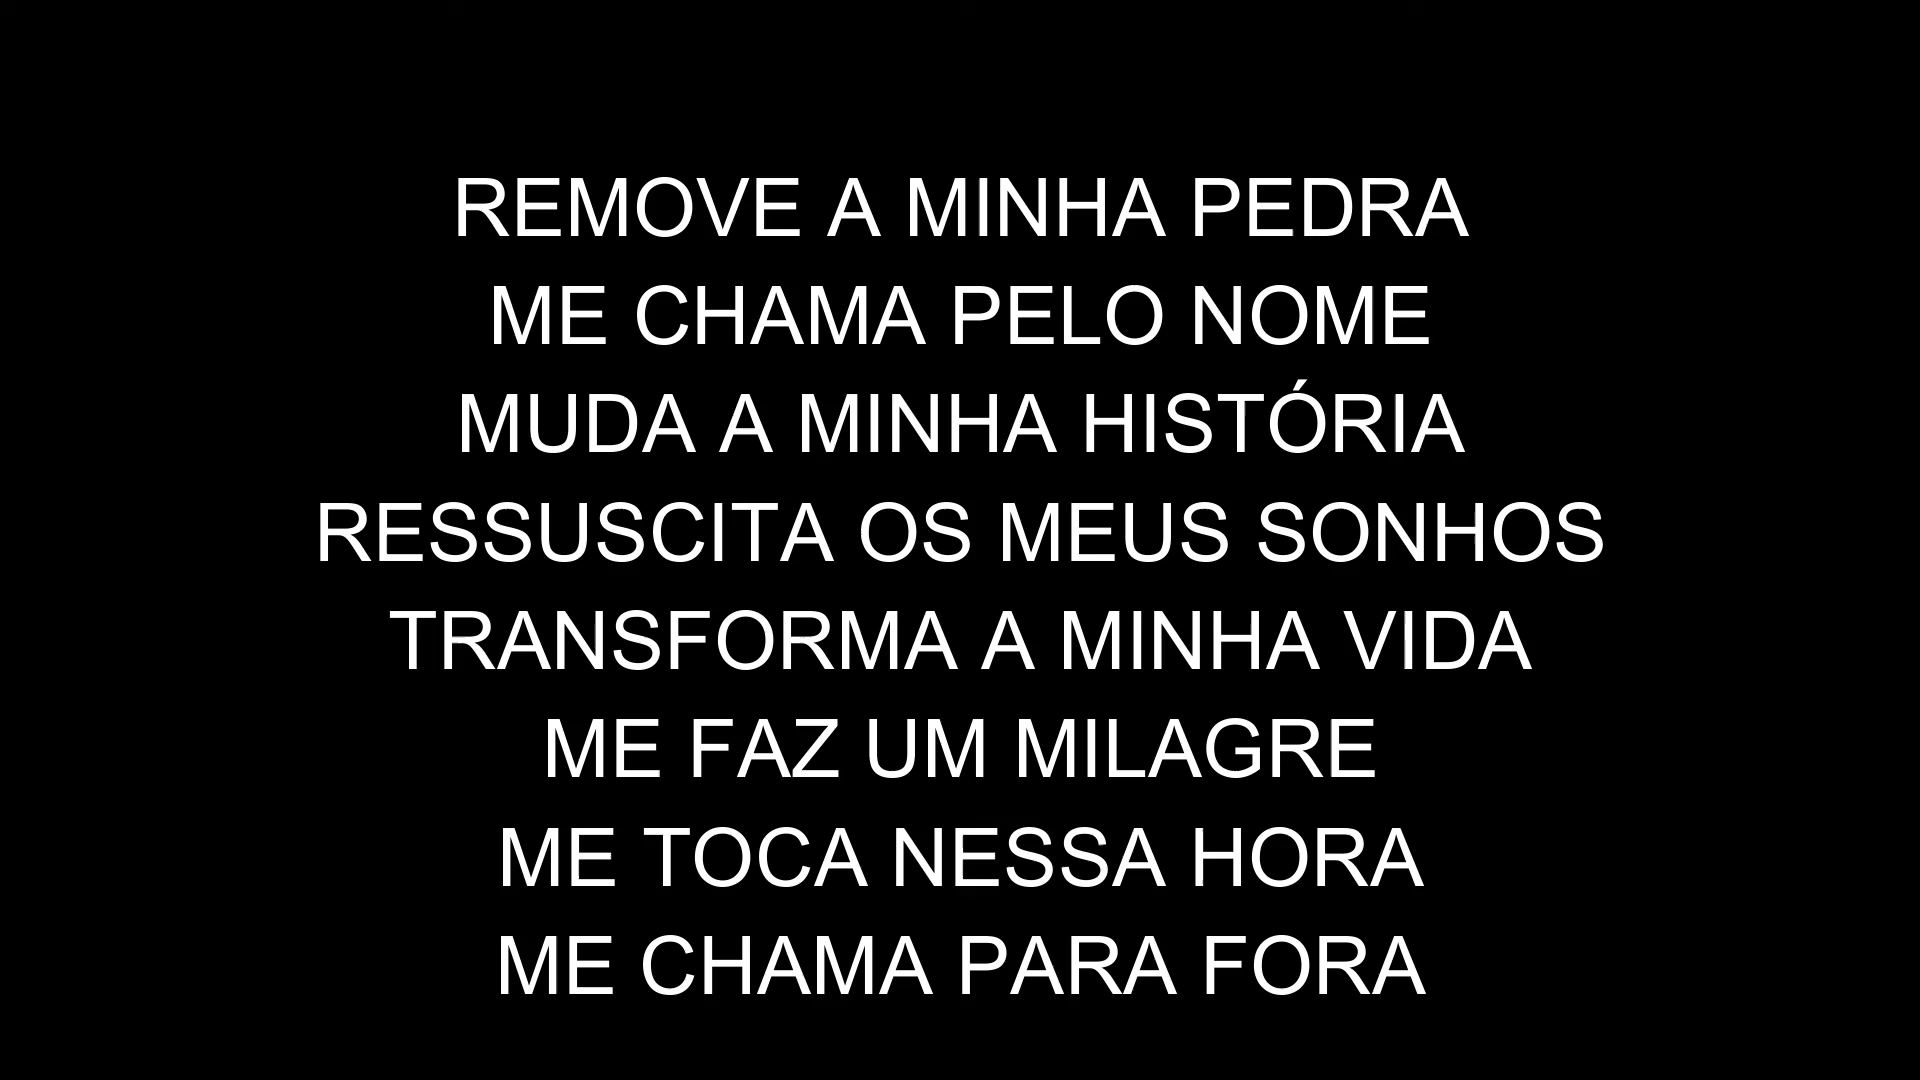 REMOVE A MINHA PEDRA
ME CHAMA PELO NOME
MUDA A MINHA HISTÓRIA
RESSUSCITA OS MEUS SONHOS
TRANSFORMA A MINHA VIDA
ME FAZ UM MILAGRE
ME TOCA NESSA HORA
ME CHAMA PARA FORA